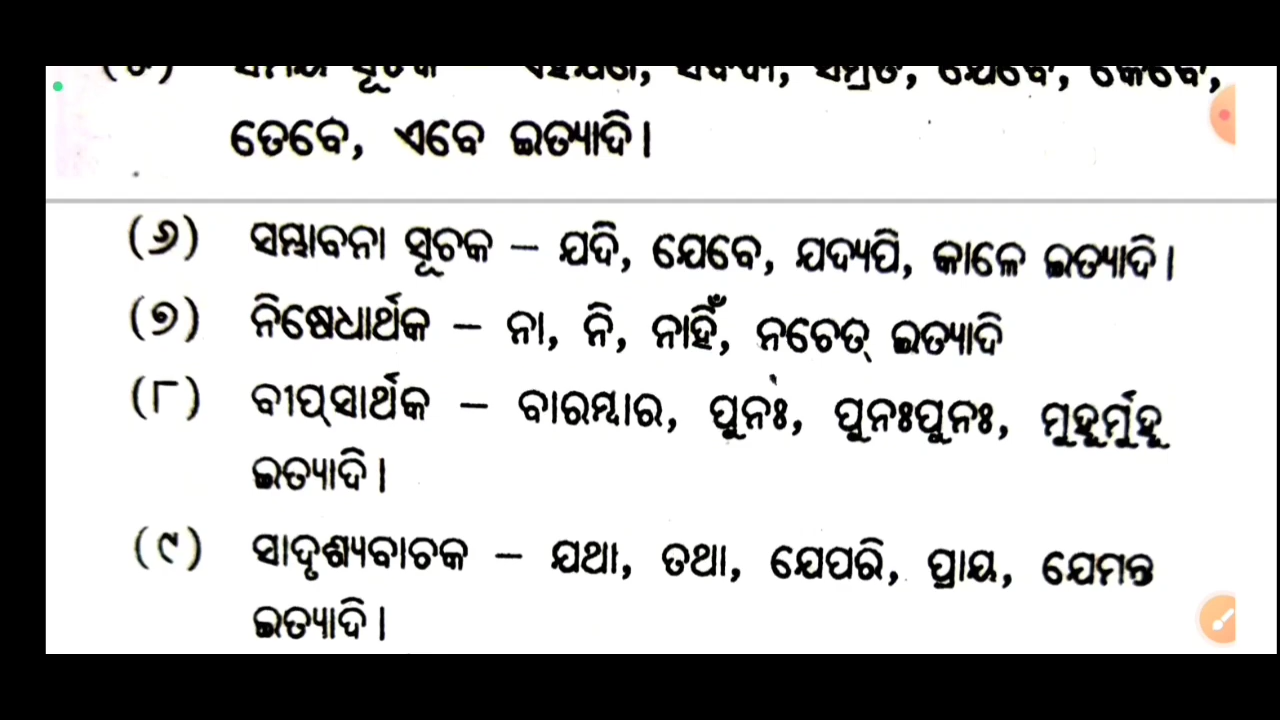 ସୂଚକ ଯେବେ, କେବେ,
ତେବେ, ଏବେ ଇତ୍ୟାଦି।
(୬) ସମ୍ଭାବନା ସୂଚକ – ଯଦି, ଯେବେ, ଯଦ୍ୟପି, କାଳେ ଇତ୍ୟାଦି।
(୭) ନିଷେଧାର୍ଥକ – ନା, ନି, ନାହିଁ, ନଚେତ୍ ଇତ୍ୟାଦି
(୮) ବୀପ୍‌ସାର୍ଥକ – ବାରମ୍ବାର, ପୁନଃ, ପୁନଃପୁନଃ, ମୁହୁର୍ମୁହୁ
ଇତ୍ୟାଦି।
(୯) ସାଦୃଶ୍ୟବାଚକ – ଯଥା, ତଥା, ଯେପରି, ପ୍ରାୟ, ଯେମନ୍ତ
ଇତ୍ୟାଦି।